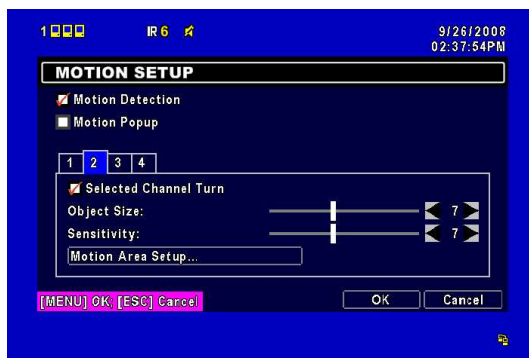 1 IR 6 9/26/2008
02:37:54PM
MOTION SETUP
Motion Detection
Motion Popup
1 2 3 4
Selected Channel Turn
Object Size: 7
Sensitivity: 7
Motion Area Setup...
[MENU] OK; [ESC] Cancel OK Cancel